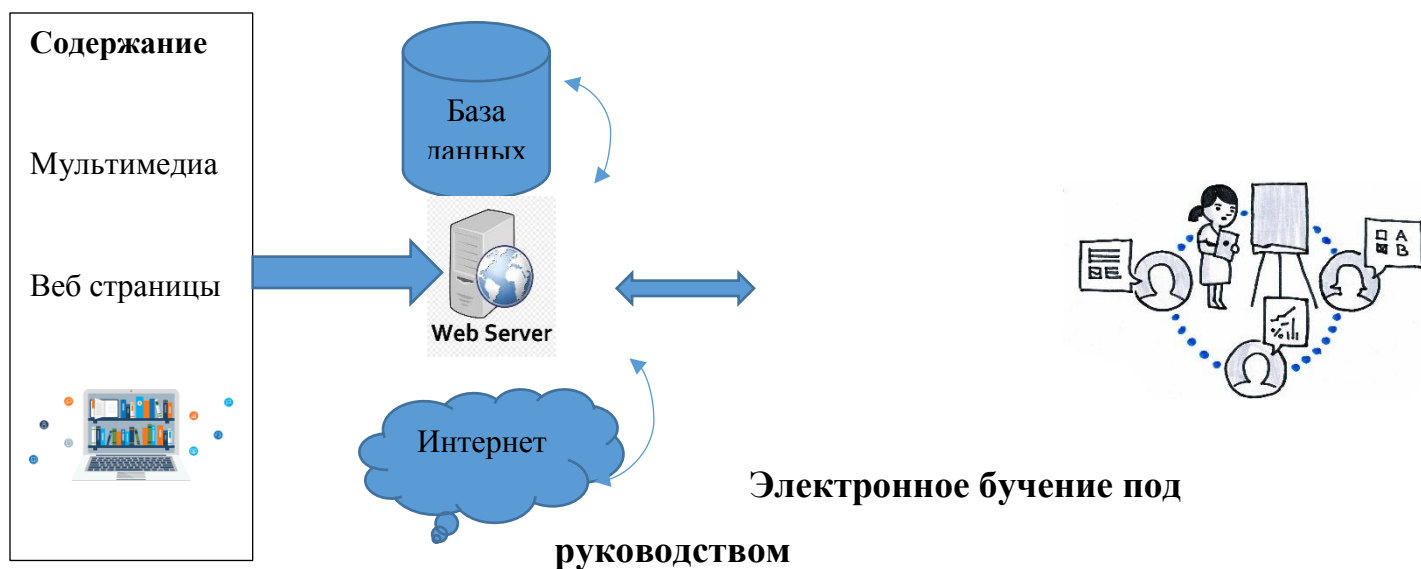 Содержание
Мультимедиа
Веб страницы
База
данных
Web Server
Интернет
A
B
%
Электронное бучение под
руководством